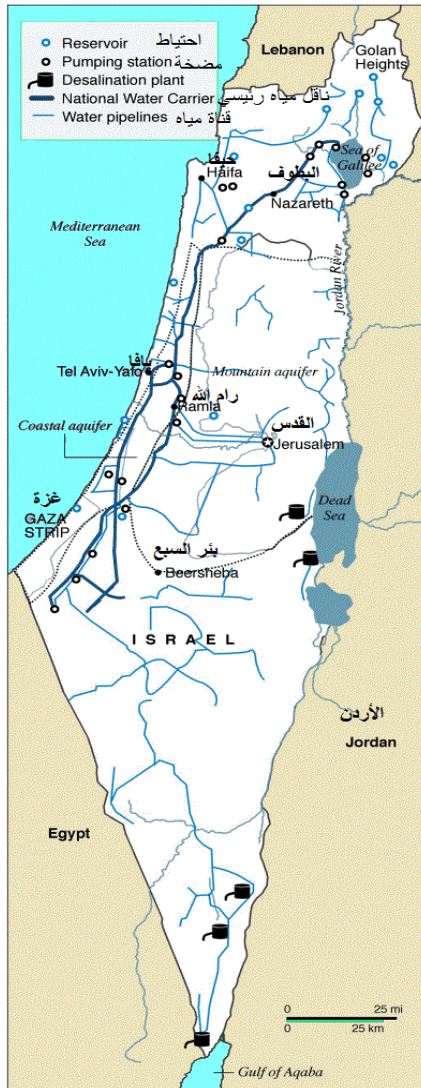 Reservoir احتياط
Pumping station مضخة
Desalination plant
National Water Carrier ناقل مياه رئيسي
Water pipelines قناة مياه
Lebanon
Golan
Heights
Sea of
Galilee
حيفا
Haifa
البطوف
Nazareth
Mediterranean
Sea
Jordan River
يافا
Tel Aviv-Yafo
Mountain aquifer
رام الله
Ramla
Coastal aquifer
القدس
Jerusalem
غزة
GAZA
STRIP
Dead
Sea
بئر السبع
Beersheba
ISRAEL
الأردن
Jordan
Egypt
0 25 mi
0 25 km
Gulf of Aqaba